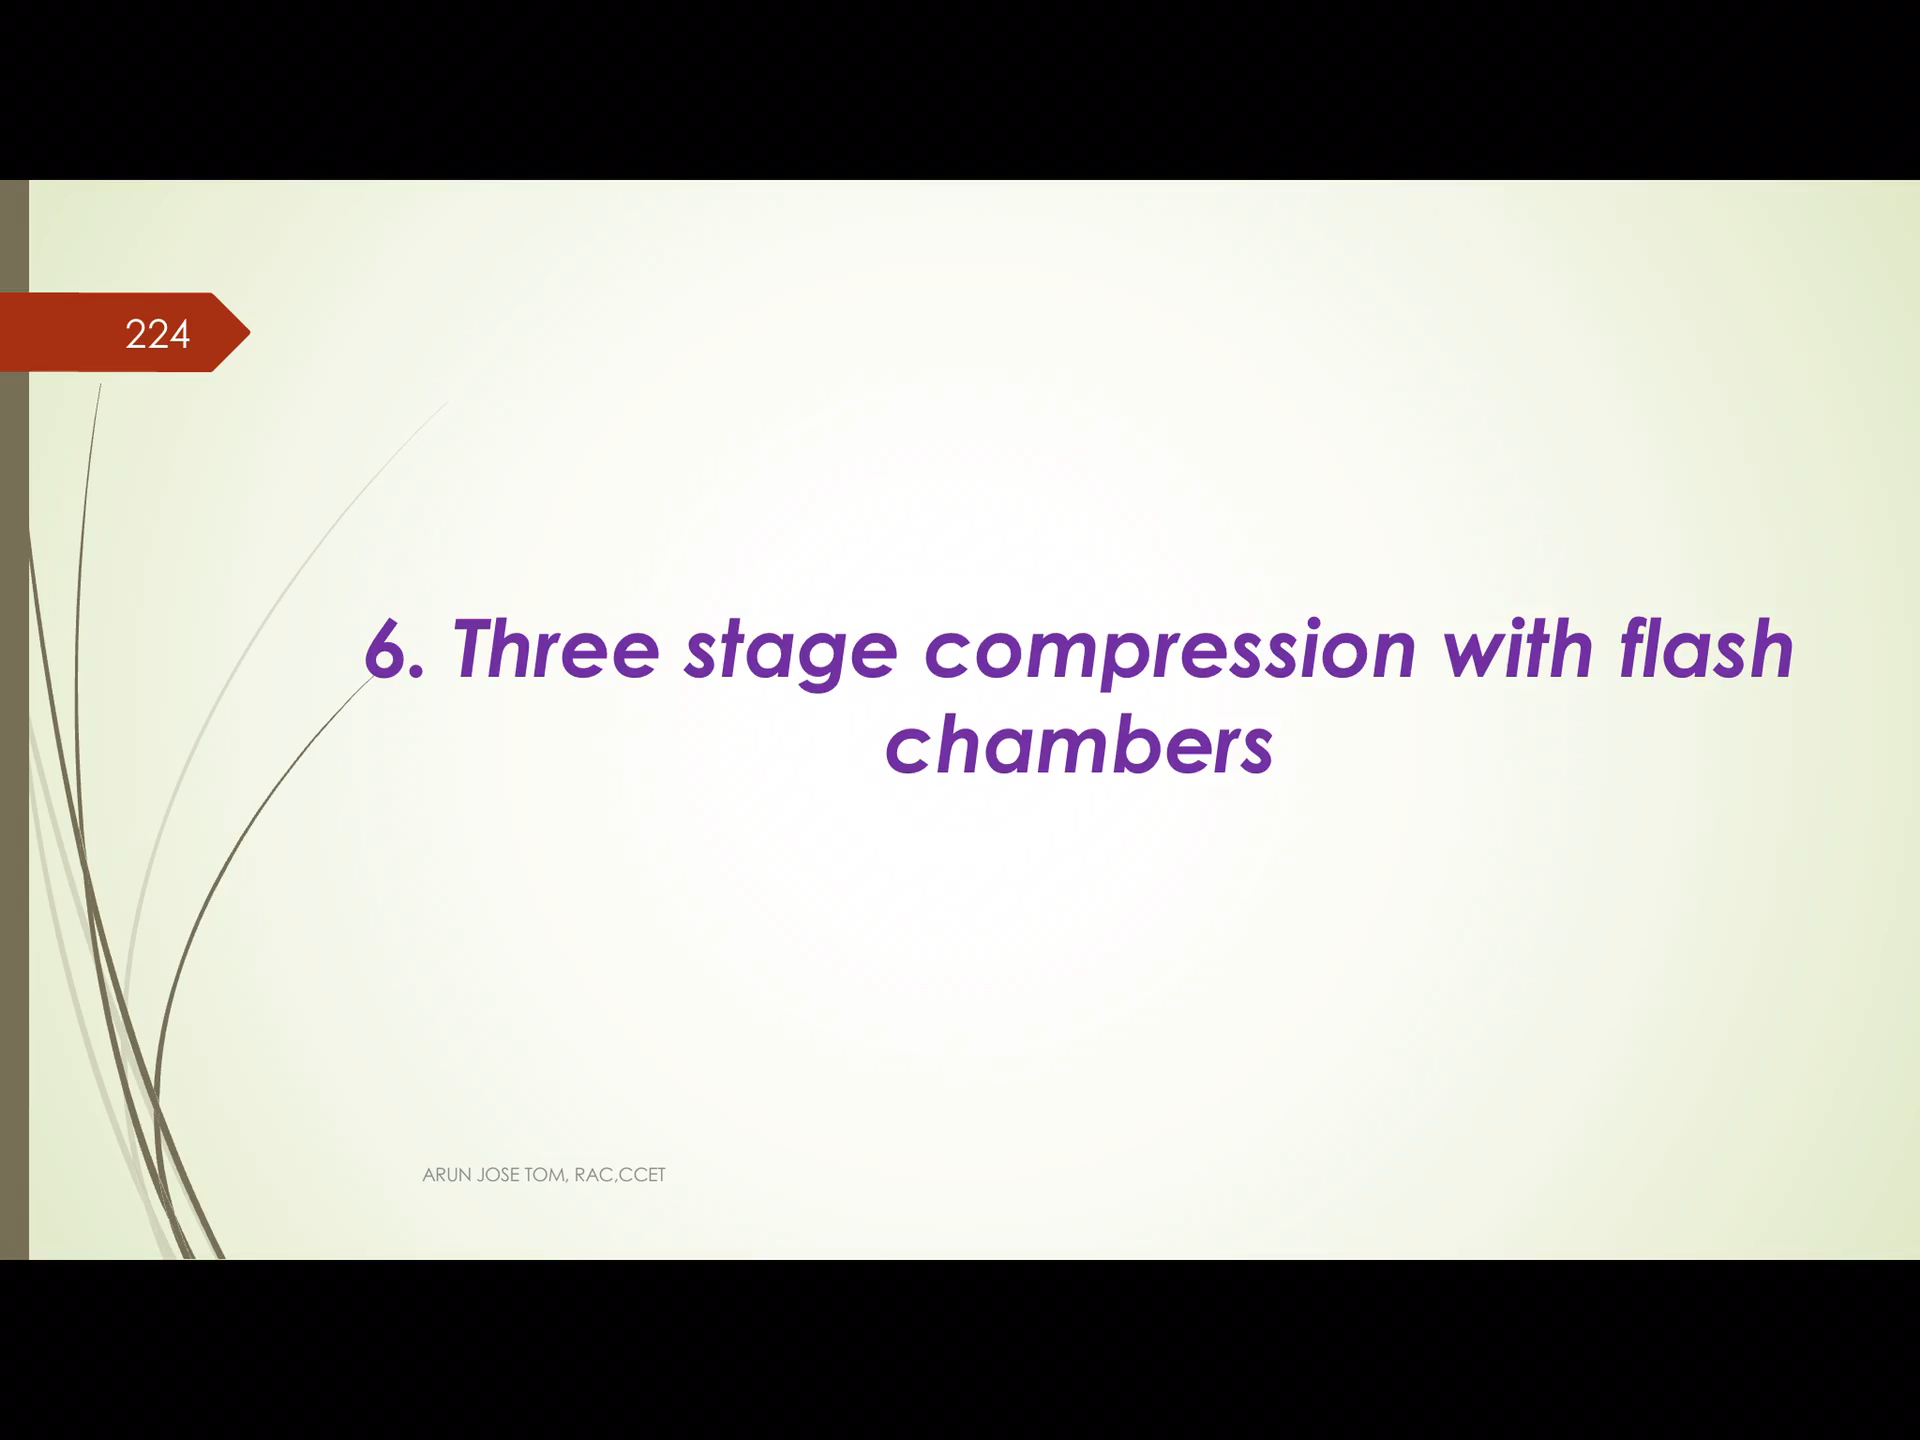 224
6. Three stage compression with flash
chambers
ARUN JOSE TOM, RAC,CCET